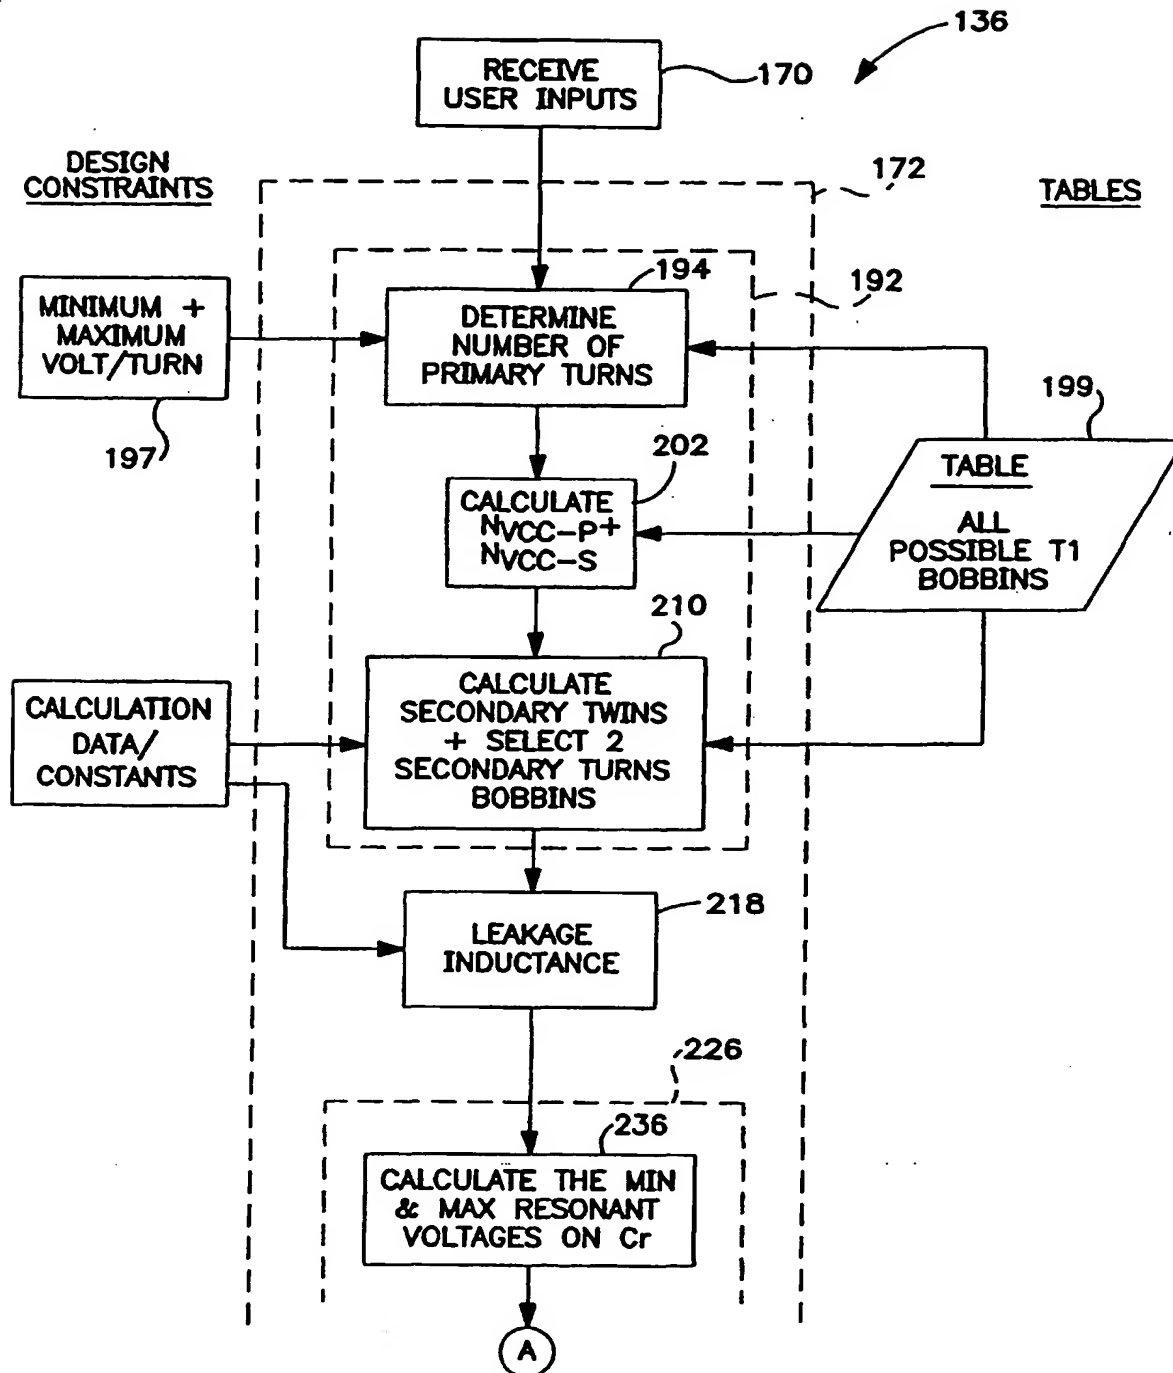 136
RECEIVE
USER INPUTS
170
DESIGN
CONSTRAINTS
172
TABLES
194
192
MINIMUM +
MAXIMUM
VOLT/TURN
197
DETERMINE
NUMBER OF
PRIMARY TURNS
199
TABLE
ALL
POSSIBLE T1
BOBBINS
202
CALCULATE
NVCC-P+
NVCC-S
210
CALCULATE
SECONDARY TWINS
+ SELECT 2
SECONDARY TURNS
BOBBINS
CALCULATION
DATA/
CONSTANTS
218
LEAKAGE
INDUCTANCE
226
236
CALCULATE THE MIN
& MAX RESONANT
VOLTAGES ON Cr
A